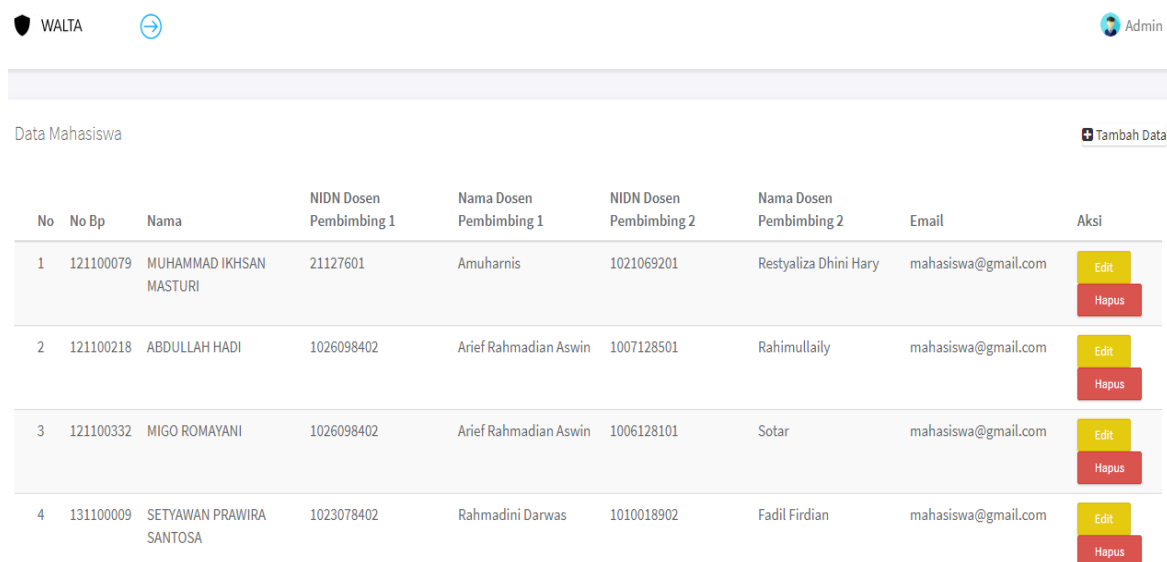 WALTA
Admin
Data Mahasiswa
Tambah Data
No No Bp Nama NIDN Dosen Pembimbing 1 Nama Dosen Pembimbing 1 NIDN Dosen Pembimbing 2 Nama Dosen Pembimbing 2 Email Aksi
1 121100079 MUHAMMAD IKHSAN MASTURI 21127601 Amuharnis 1021069201 Restyaliza Dhini Hary mahasiswa@gmail.com Edit
Hapus
2 121100218 ABDULLAH HADI 1026098402 Arief Rahmadian Aswin 1007128501 Rahimullaily mahasiswa@gmail.com Edit
Hapus
3 121100332 MIGO ROMAYANI 1026098402 Arief Rahmadian Aswin 1006128101 Sotar mahasiswa@gmail.com Edit
Hapus
4 131100009 SETYAWAN PRAWIRA SANTOSA 1023078402 Rahmadini Darwas 1010018902 Fadil Firdian mahasiswa@gmail.com Edit
Hapus